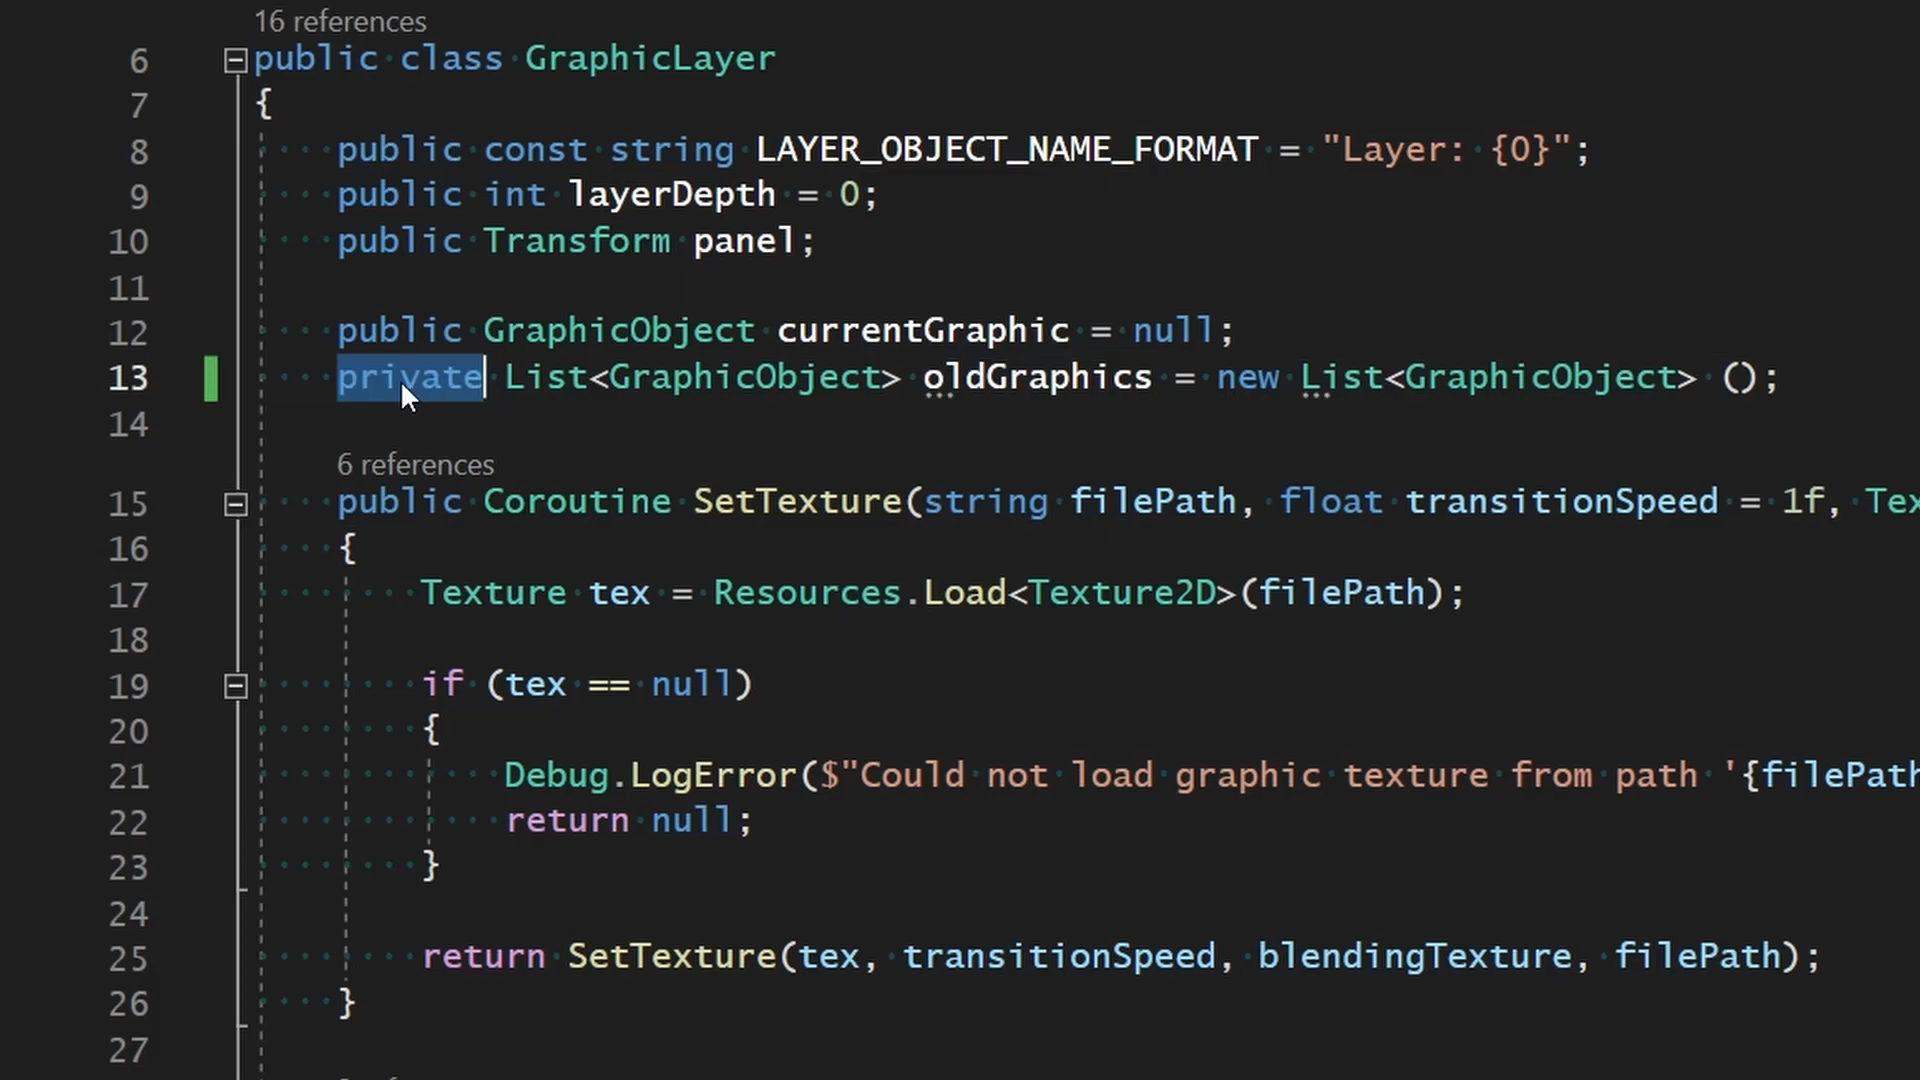 16 references
6 public class GraphicLayer
7 {
8 public const string LAYER_OBJECT_NAME_FORMAT = "Layer: {0}";
9 public int layerDepth = 0;
10 public Transform panel;
11
12 public GraphicObject currentGraphic = null;
13 private List<GraphicObject> oldGraphics = new List<GraphicObject> ();
14
6 references
15 public Coroutine SetTexture(string filePath, float transitionSpeed = 1f, Tex
16 {
17 Texture tex = Resources.Load<Texture2D>(filePath);
18
19 if (tex == null)
20 {
21 Debug.LogError($"Could not load graphic texture from path '{filePath
22 return null;
23 }
24
25 return SetTexture(tex, transitionSpeed, blendingTexture, filePath);
26 }
27